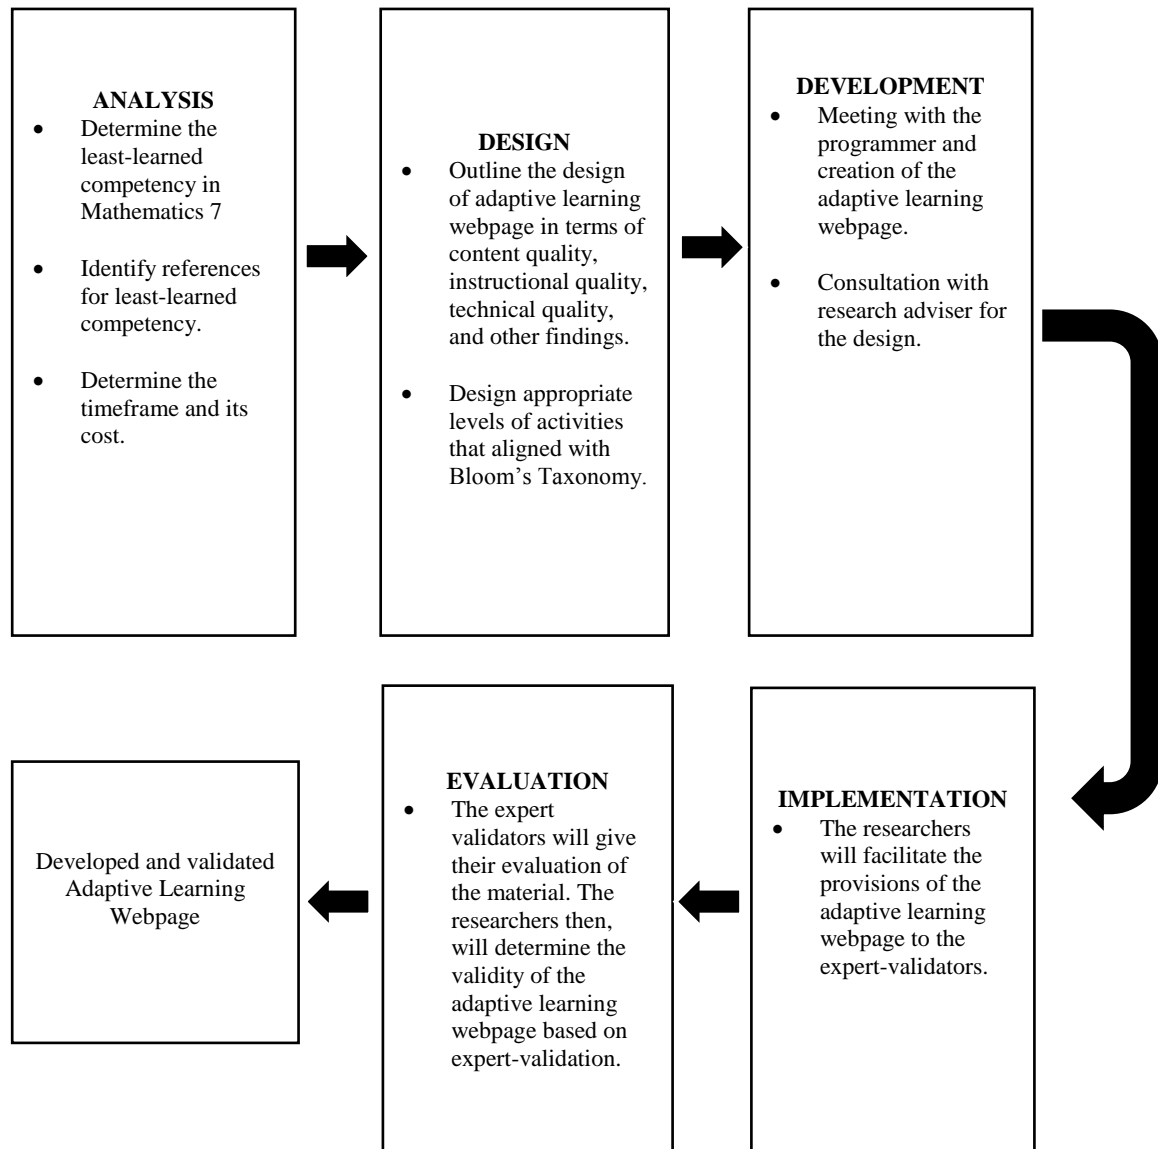 ANALYSIS
• Determine the
least-learned
competency in
Mathematics 7
• Identify references
for least-learned
competency.
• Determine the
timeframe and its
cost.
DESIGN
• Outline the design
of adaptive learning
webpage in terms of
content quality,
instructional quality,
technical quality,
and other findings.
• Design appropriate
levels of activities
that aligned with
Bloom’s Taxonomy.
DEVELOPMENT
• Meeting with the
programmer and
creation of the
adaptive learning
webpage.
• Consultation with
research adviser for
the design.
IMPLEMENTATION
• The researchers
will facilitate the
provisions of the
adaptive learning
webpage to the
expert-validators.
EVALUATION
• The expert
validators will give
their evaluation of
the material. The
researchers then,
will determine the
validity of the
adaptive learning
webpage based on
expert-validation.
Developed and validated
Adaptive Learning
Webpage